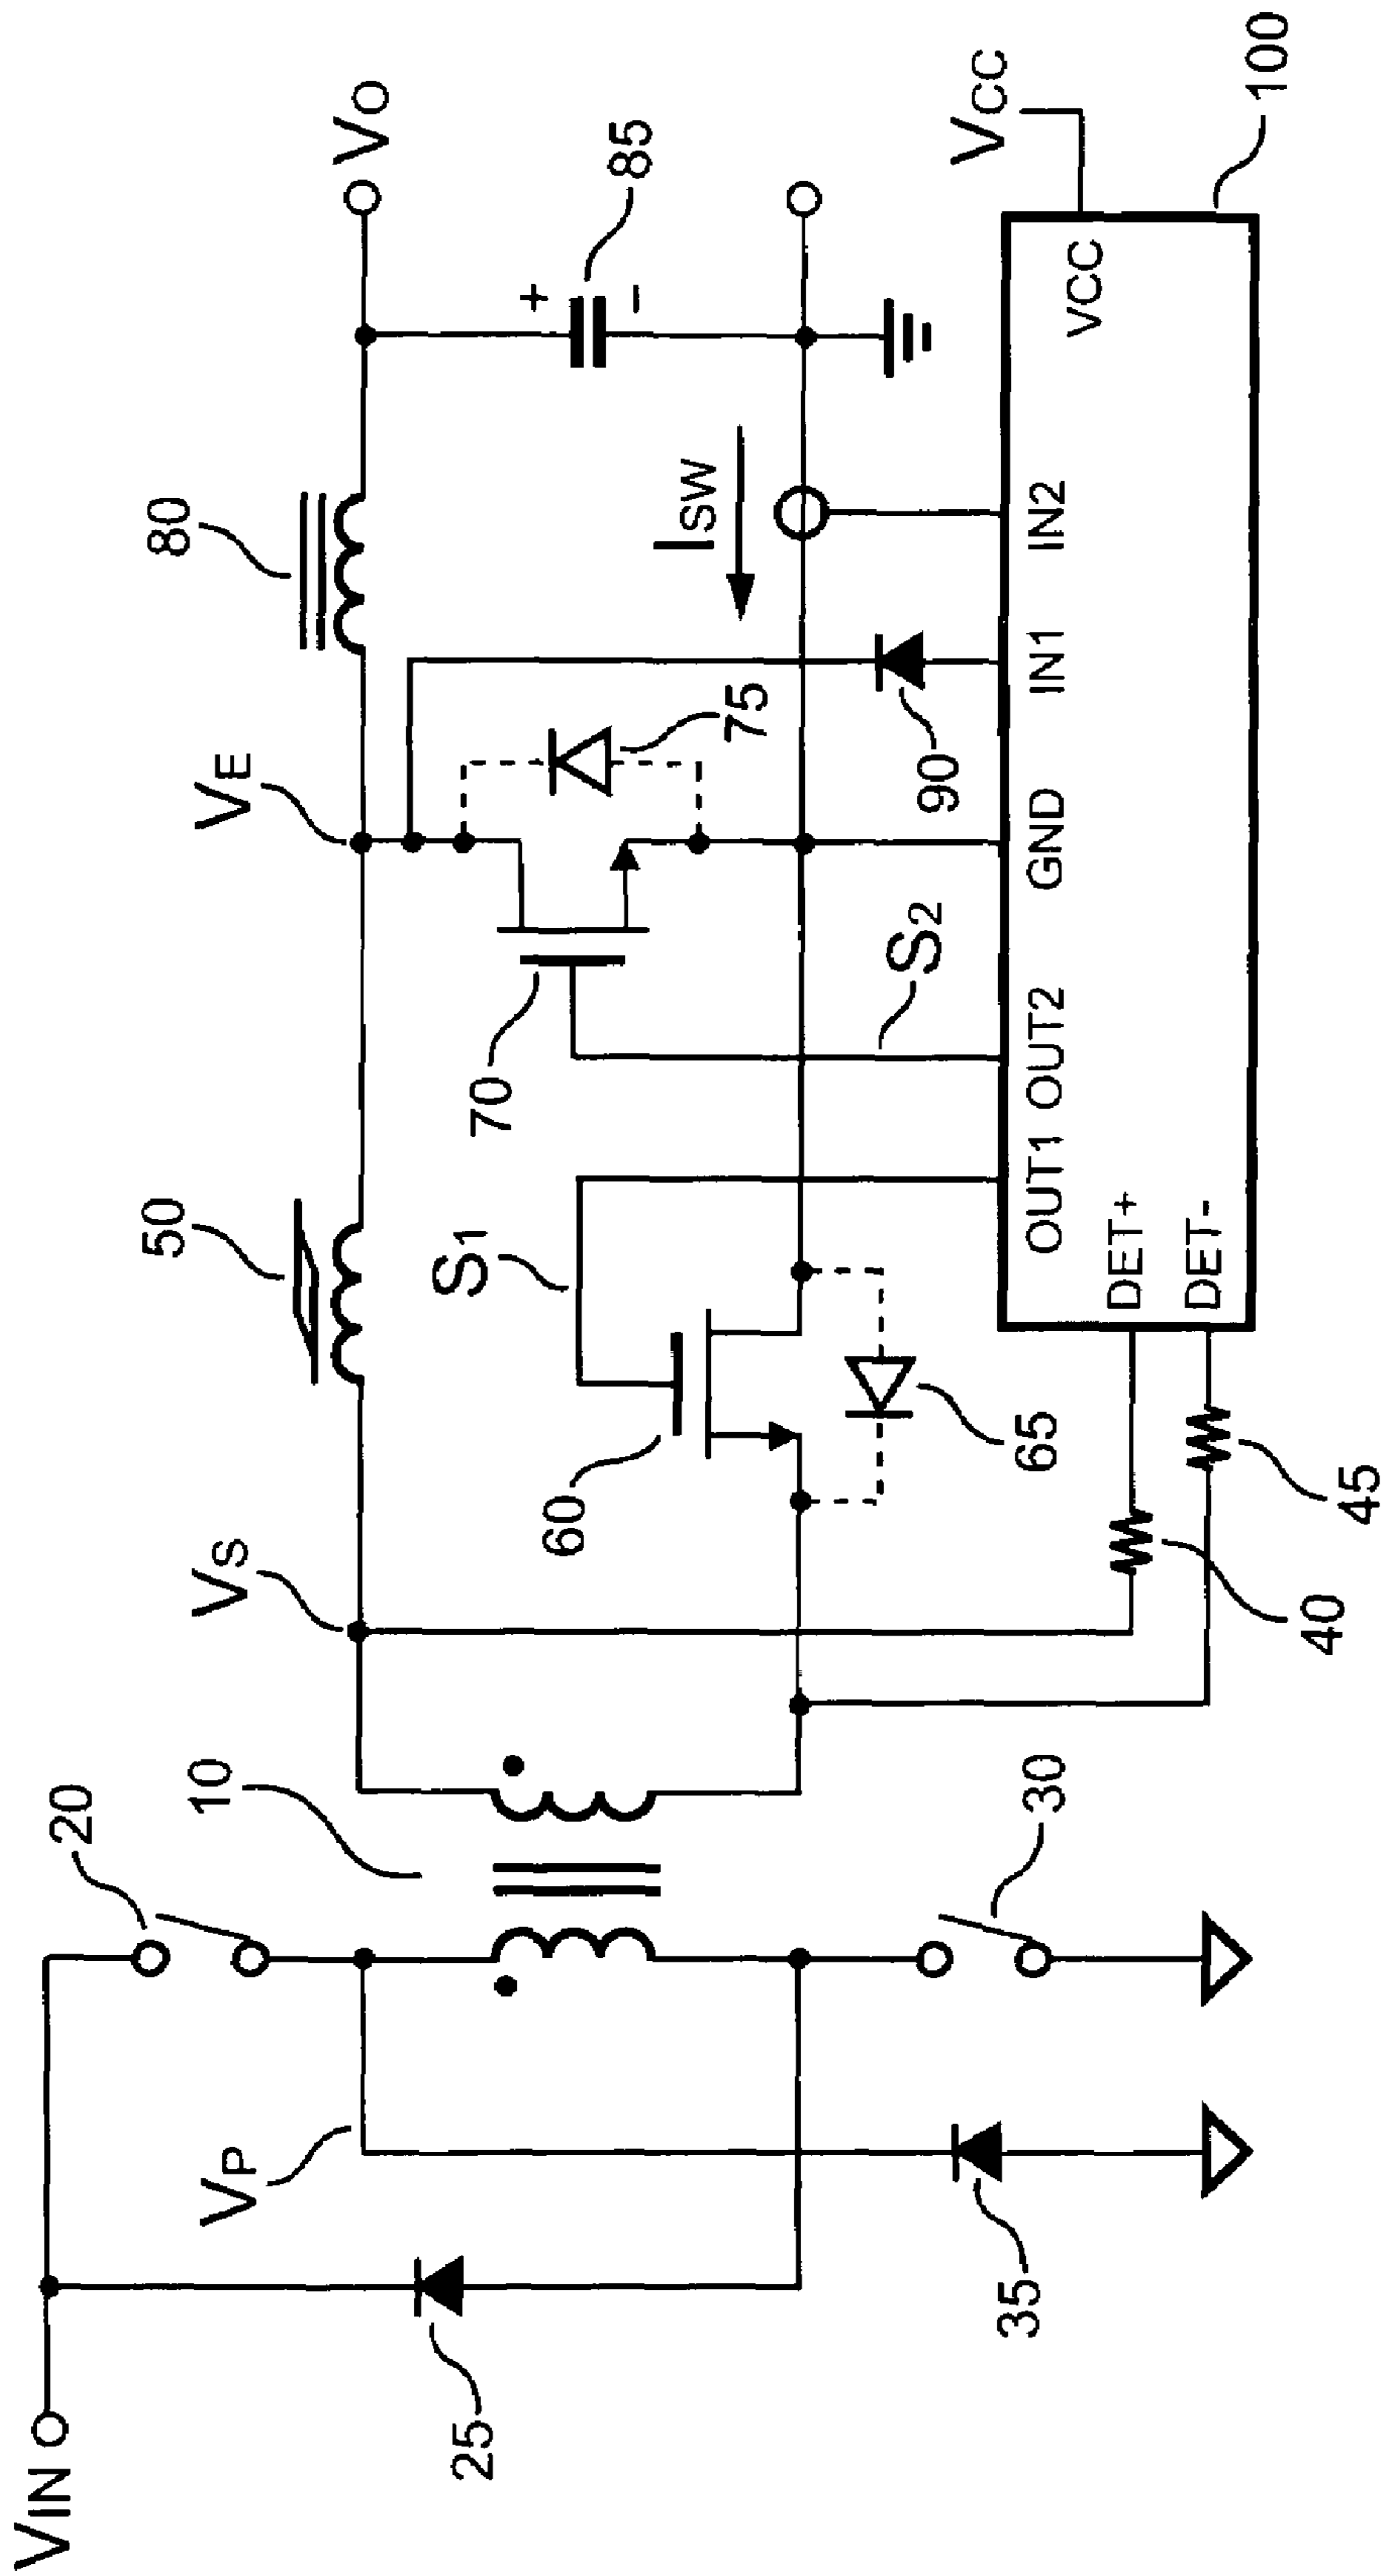 VIN
25
VP
35
20
10
30
VS
40
45
50
60
S1
65
70
S2
VE
75
90
80
ISW
85
VO
DET+
DET-
OUT1
OUT2
GND
IN1
IN2
VCC
VCC
100
+
-